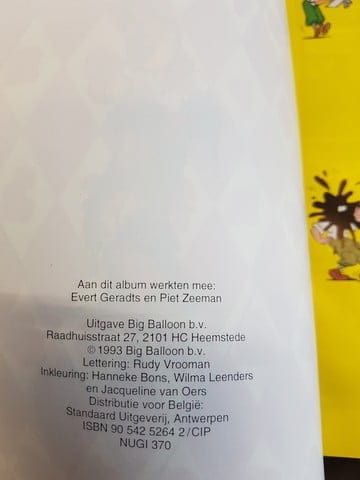 Aan dit album werkten mee:
Evert Geradts en Piet Zeeman
Uitgave Big Balloon b.v.
Raadhuisstraat 27, 2101 HC Heemstede
© 1993 Big Balloon b.v.
Lettering: Rudy Vrooman
Inkleuring: Hanneke Bons, Wilma Leenders
en Jacqueline van Oers
Distributie voor België:
Standaard Uitgeverij, Antwerpen
ISBN 90 542 5264 2/CIP
NUGI 370